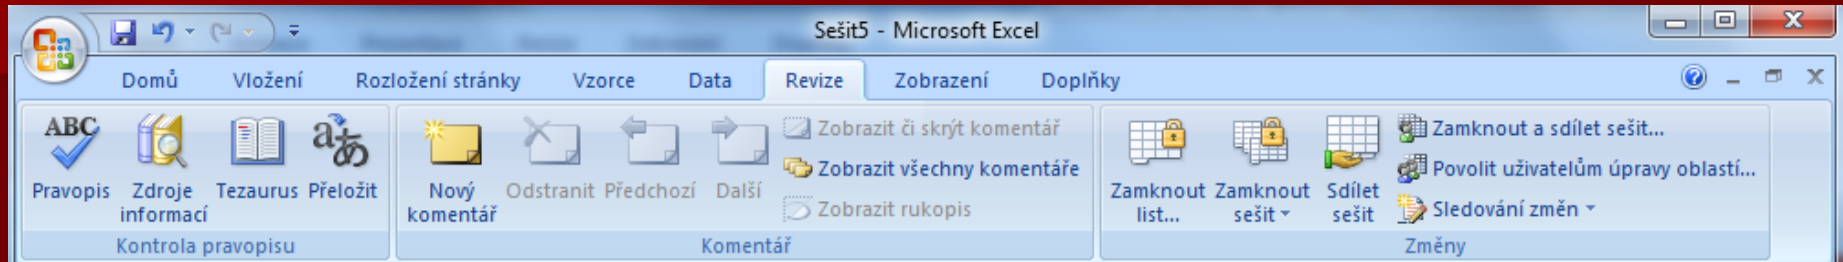 Sešit5 - Microsoft Excel
Domů Vložení Rozložení stránky Vzorce Data Revize Zobrazení Doplňky
ABC
Pravopis
Zdroje informací
Tezaurus
aあ
Přeložit
Kontrola pravopisu
Nový komentář
Odstranit
Předchozí
Další
Zobrazit či skrýt komentář
Zobrazit všechny komentáře
Zobrazit rukopis
Komentář
Zamknout list...
Zamknout sešit
Sdílet sešit
Zamknout a sdílet sešit...
Povolit uživatelům úpravy oblastí...
Sledování změn
Změny